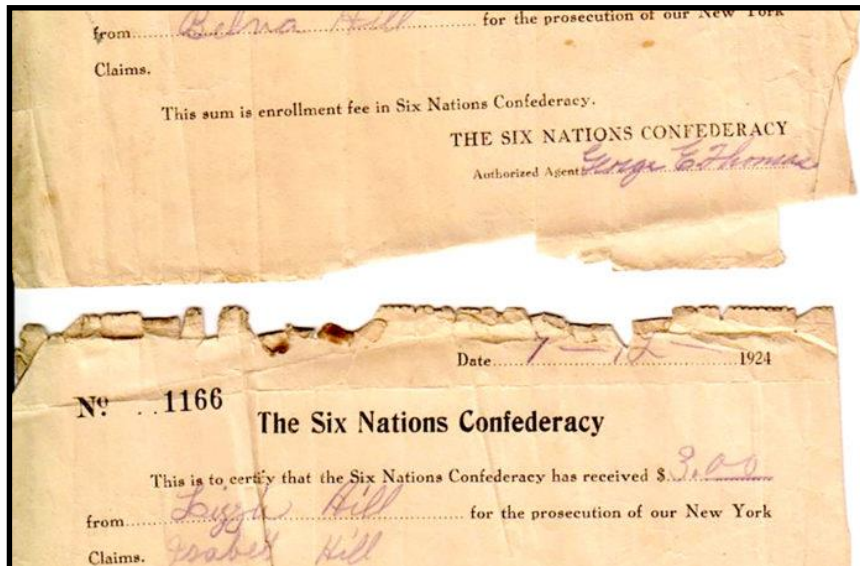 from Belva Hill for the prosecution of our New York
Claims.
This sum is enrollment fee in Six Nations Confederacy.
THE SIX NATIONS CONFEDERACY
Authorized Agent George E Thomas
Date 7 - 12 - 1924
Nº 1166
The Six Nations Confederacy
This is to certify that the Six Nations Confederacy has received $ 3.00
from Hill for the prosecution of our New York
Claims. Hill